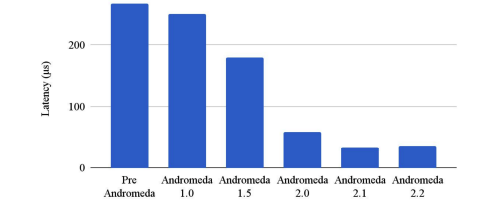 200
Latency (µs)
100
0
Pre Andromeda Andromeda Andromeda Andromeda Andromeda
Andromeda 1.0 1.5 2.0 2.1 2.2